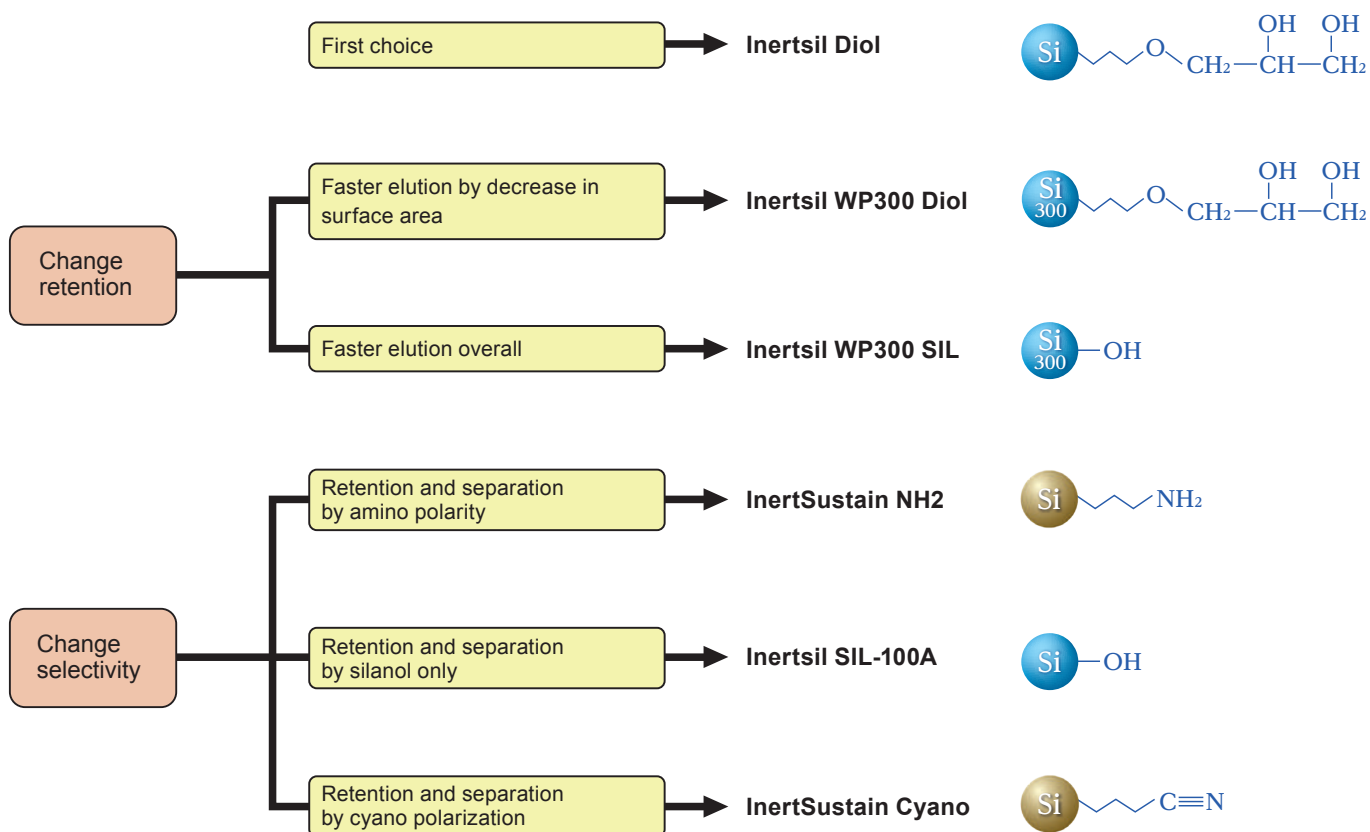 First choice
Inertsil Diol
Si
O
CH₂—CH—CH₂
OH
OH
Change
retention
Faster elution by decrease in
surface area
Inertsil WP300 Diol
Si
300
O
CH₂—CH—CH₂
OH
OH
Faster elution overall
Inertsil WP300 SIL
Si
300
OH
Change
selectivity
Retention and separation
by amino polarity
InertSustain NH2
Si
NH₂
Retention and separation
by silanol only
Inertsil SIL-100A
Si
OH
Retention and separation
by cyano polarization
InertSustain Cyano
Si
C≡N